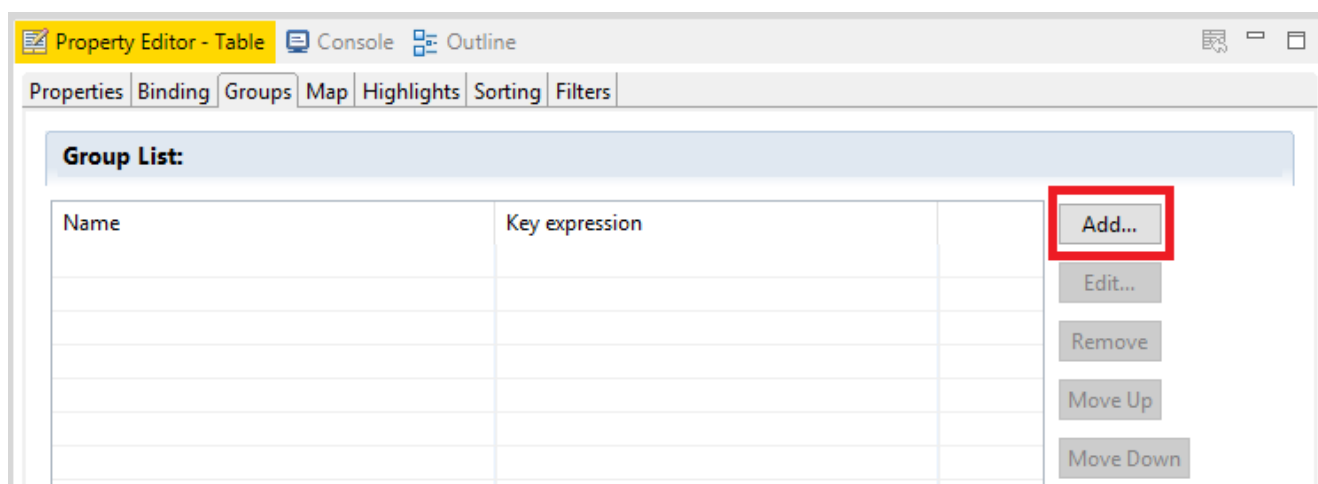 Property Editor - Table Console Outline
Properties Binding Groups Map Highlights Sorting Filters
Group List:
Name Key expression Add...
Edit...
Remove
Move Up
Move Down